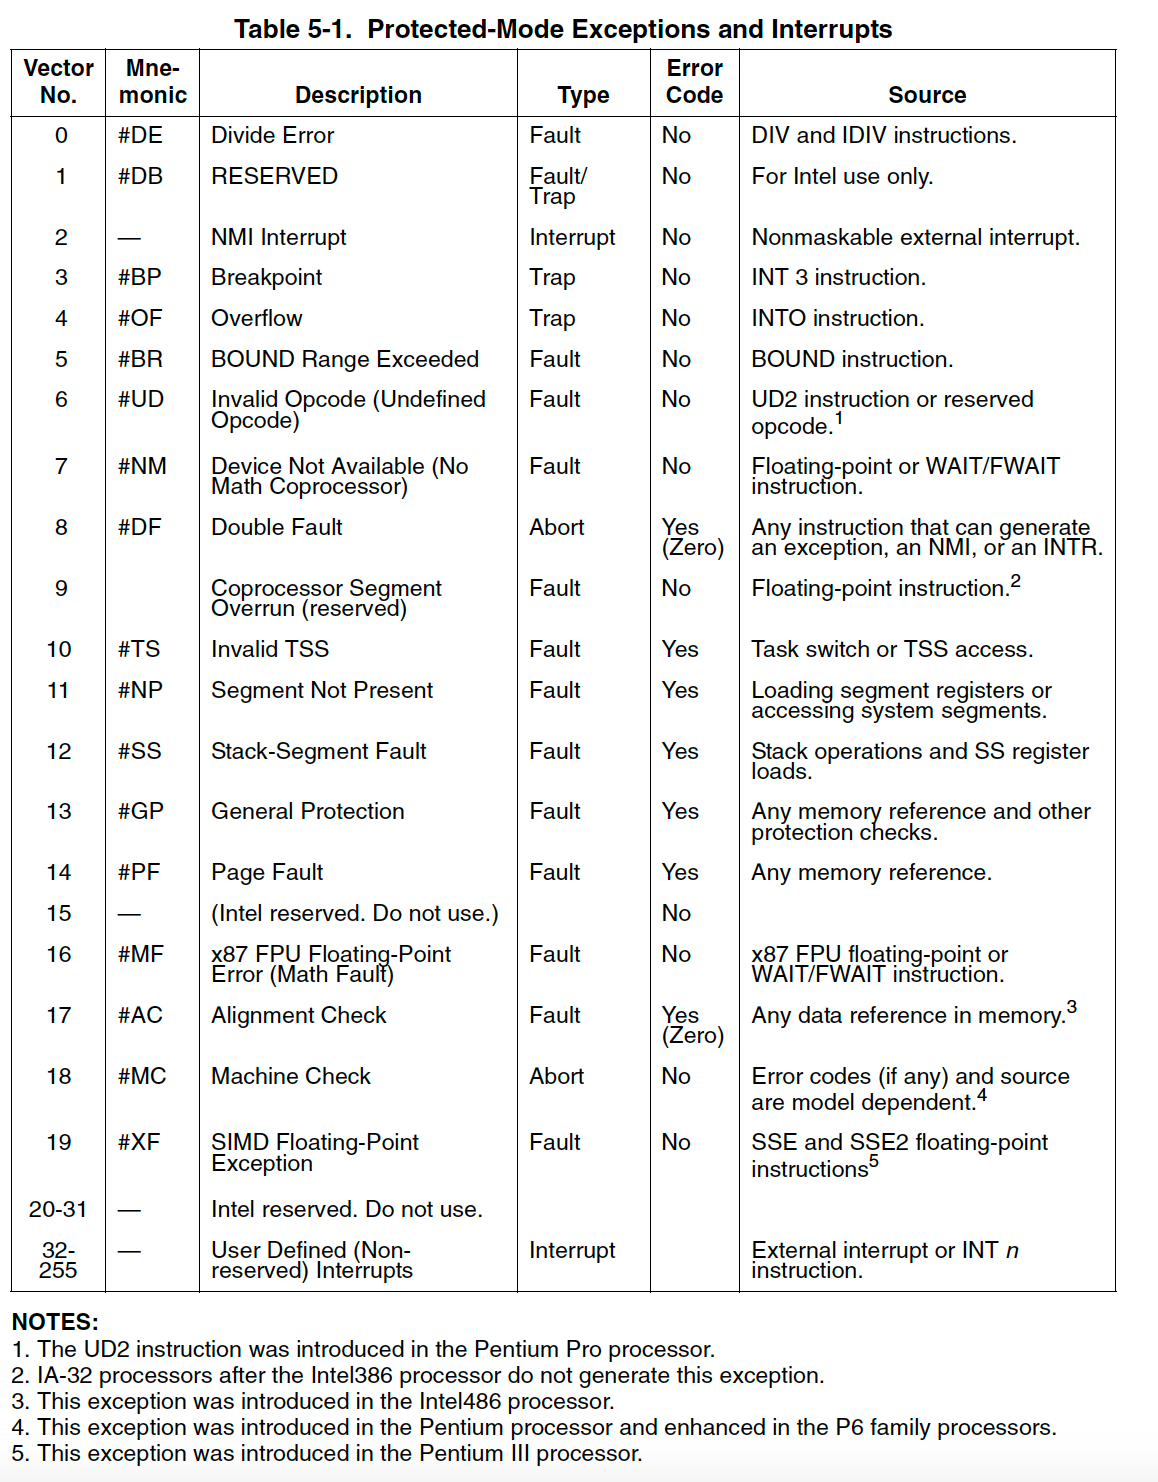 Table 5-1. Protected-Mode Exceptions and Interrupts
Vector No. Mne-monic Description Type Error Code Source
0 #DE Divide Error Fault No DIV and IDIV instructions.
1 #DB RESERVED Fault/ No For Intel use only.
Trap
2 — NMI Interrupt Interrupt No Nonmaskable external interrupt.
3 #BP Breakpoint Trap No INT 3 instruction.
4 #OF Overflow Trap No INTO instruction.
5 #BR BOUND Range Exceeded Fault No BOUND instruction.
6 #UD Invalid Opcode (Undefined Fault No UD2 instruction or reserved
Opcode) opcode.1
7 #NM Device Not Available (No Fault No Floating-point or WAIT/FWAIT
Math Coprocessor) instruction.
8 #DF Double Fault Abort Yes Any instruction that can generate
(Zero) an exception, an NMI, or an INTR.
9 Coprocessor Segment Fault No Floating-point instruction.2
Overrun (reserved)
10 #TS Invalid TSS Fault Yes Task switch or TSS access.
11 #NP Segment Not Present Fault Yes Loading segment registers or
accessing system segments.
12 #SS Stack-Segment Fault Fault Yes Stack operations and SS register
loads.
13 #GP General Protection Fault Yes Any memory reference and other
protection checks.
14 #PF Page Fault Fault Yes Any memory reference.
15 — (Intel reserved. Do not use.) No
16 #MF x87 FPU Floating-Point Fault No x87 FPU floating-point or
Error (Math Fault) WAIT/FWAIT instruction.
17 #AC Alignment Check Fault Yes Any data reference in memory.3
(Zero)
18 #MC Machine Check Abort No Error codes (if any) and source
are model dependent.4
19 #XF SIMD Floating-Point Fault No SSE and SSE2 floating-point
Exception instructions5
20-31 — Intel reserved. Do not use.
32- — User Defined (Non- Interrupt External interrupt or INT n
255 reserved) Interrupts instruction.
NOTES:
1. The UD2 instruction was introduced in the Pentium Pro processor.
2. IA-32 processors after the Intel386 processor do not generate this exception.
3. This exception was introduced in the Intel486 processor.
4. This exception was introduced in the Pentium processor and enhanced in the P6 family processors.
5. This exception was introduced in the Pentium III processor.